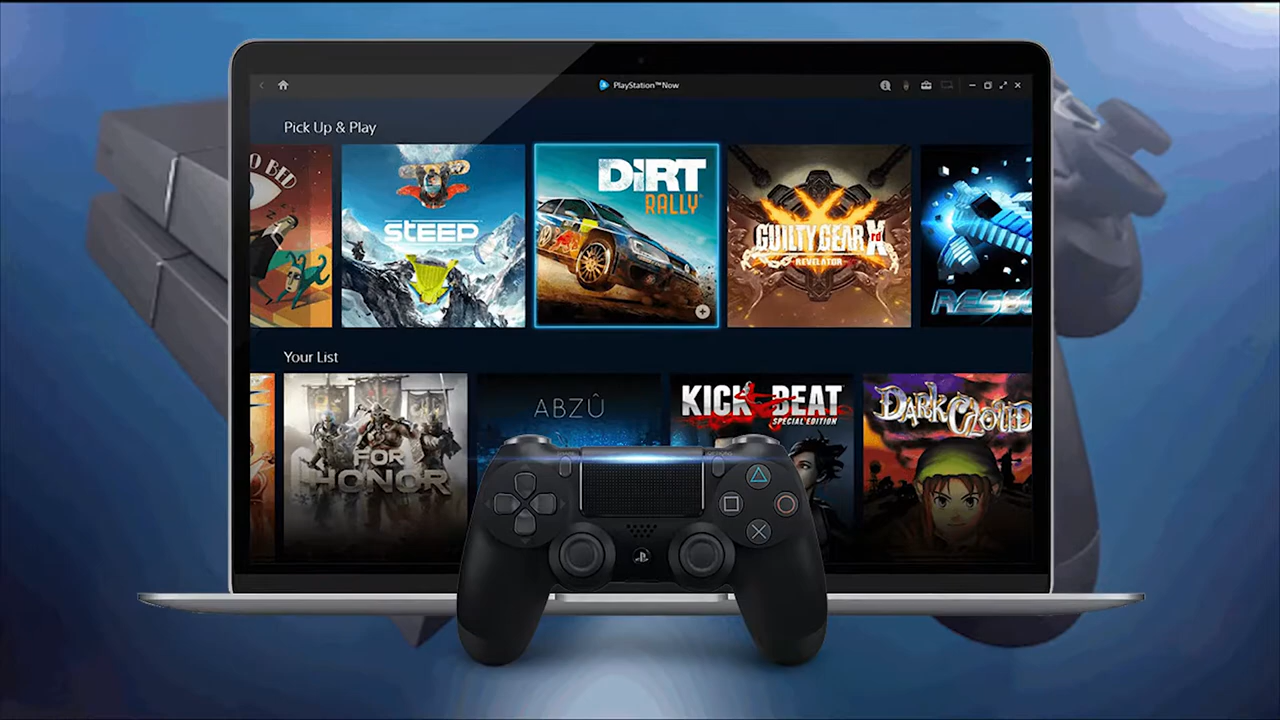 PlayStation™Now
Pick Up & Play
O BED
STEEP
DiRT
RALLY
GUILTY GEAR Xrd
REVELATOR
Your List
FOR
HONOR
ABZÛ
KICK BEAT
SPECIAL EDITION
DARK CLOUD